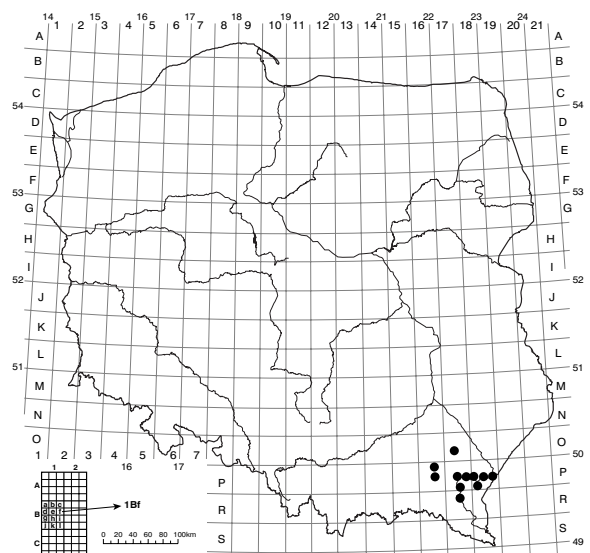 14 1 15 2 3 4 16 5 6 17 7 8 18 9 19 10 11 20 12 13 21 14 15 22 16 17 23 18 19 24 20 21
A A
B B
C C
54 54
D D
E E
F F
53 53
G G
H H
I I
52 52
J J
K K
L L
51 51
M M
N N
O O
50
1 15 2 3 4 5 6 7
16 17
P P
R R
S S
49
1 2
A
B
C
a b c
d e f
g h i
j k l
1Bf
0 20 40 60 80 100km